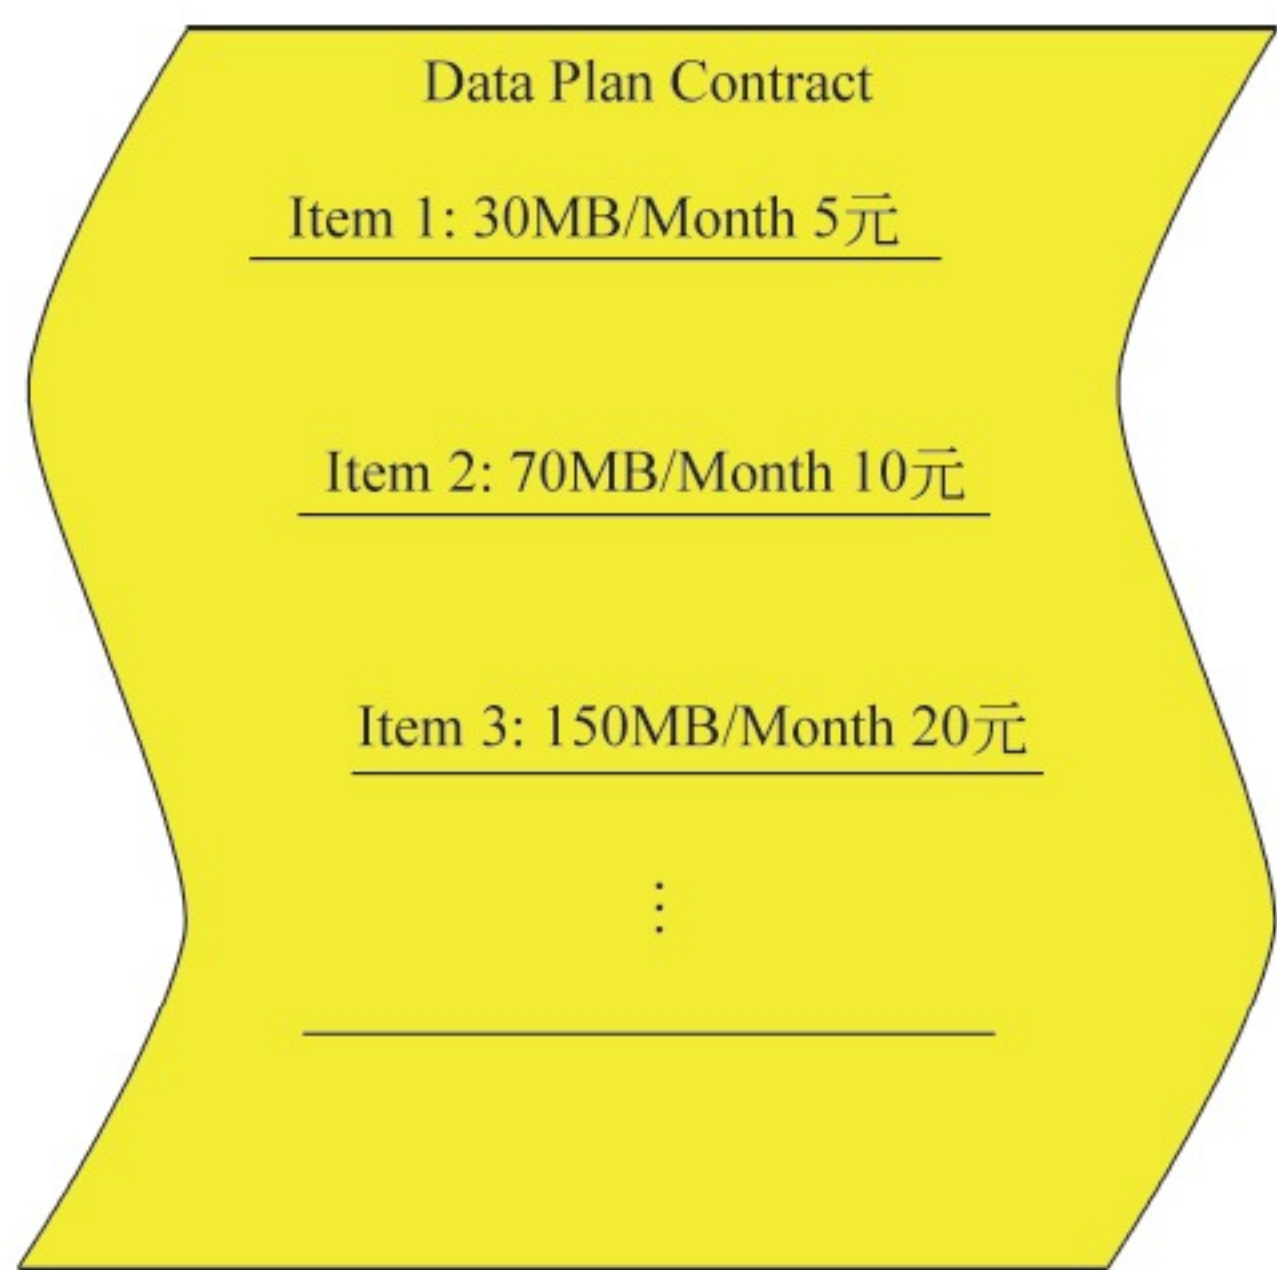 Data Plan Contract
Item 1: 30MB/Month 5元
Item 2: 70MB/Month 10元
Item 3: 150MB/Month 20元
⋮